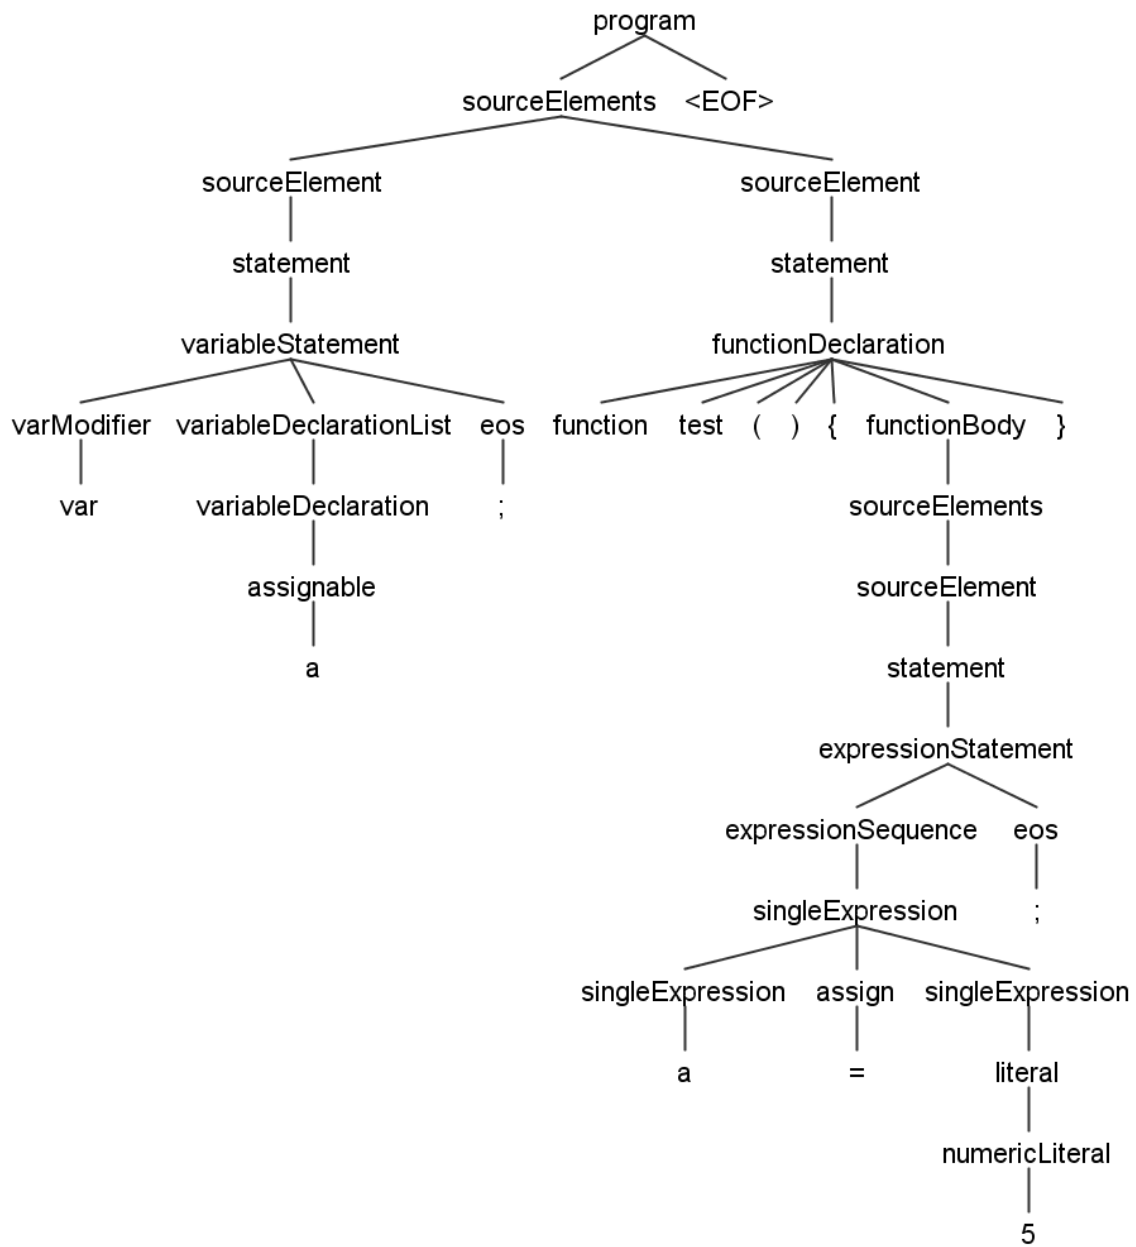 program
sourceElements <EOF>
sourceElement sourceElement
statement statement
variableStatement functionDeclaration
varModifier variableDeclarationList eos function test ( ) { functionBody }
var variableDeclaration ; sourceElements
assignable sourceElement
a statement
expressionStatement
expressionSequence eos
singleExpression ;
singleExpression assign singleExpression
a = literal
numericLiteral
5